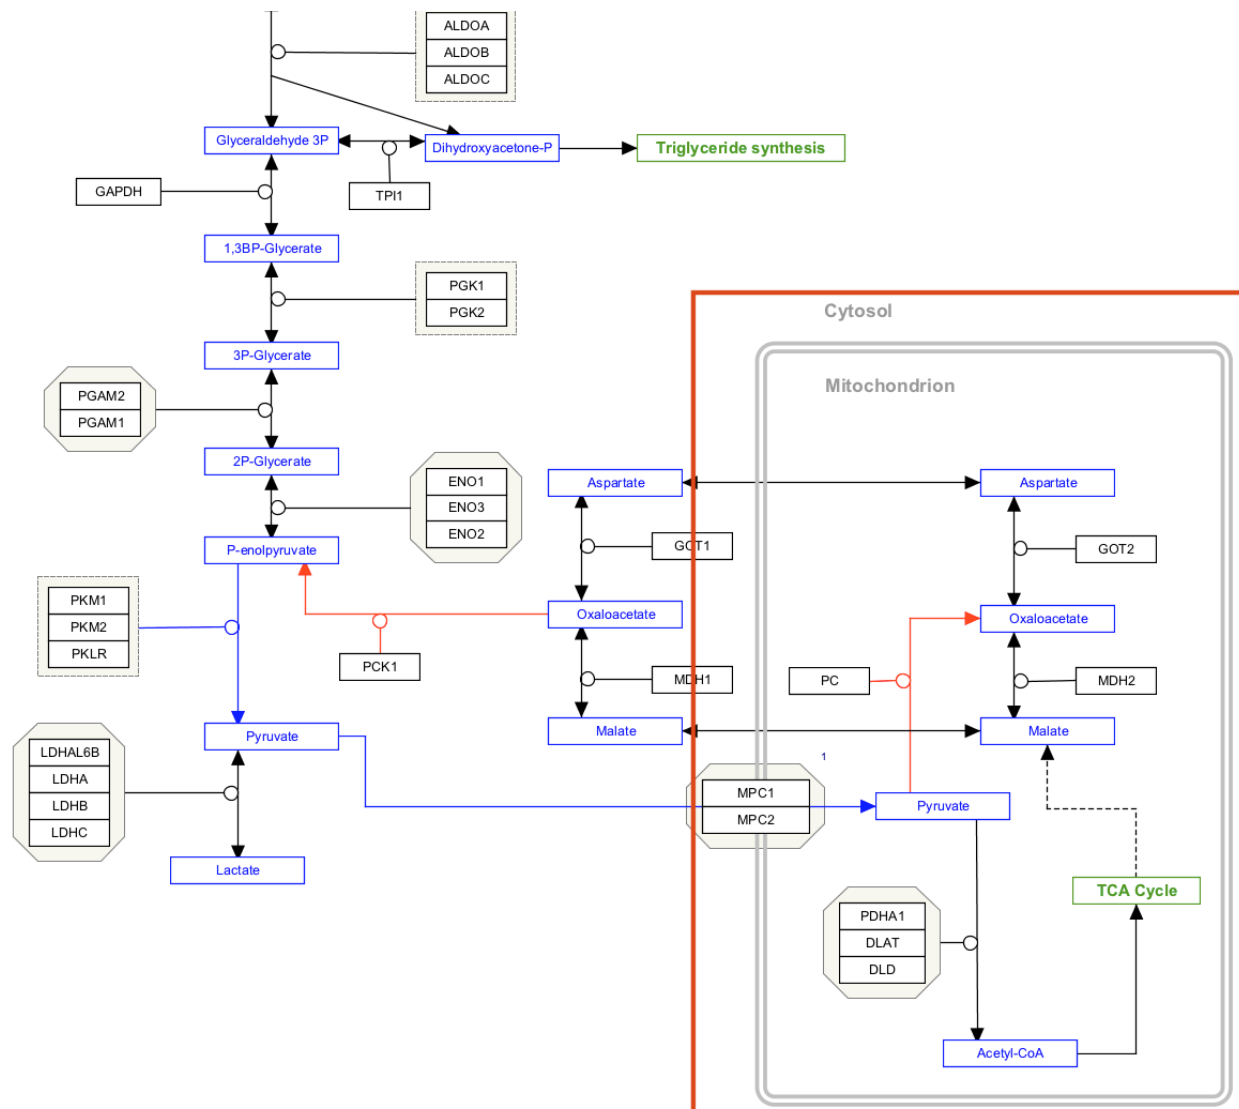 ALDOA
ALDOB
ALDOC
Glyceraldehyde 3P
Dihydroxyacetone-P
Triglyceride synthesis
GAPDH
TPI1
1,3BP-Glycerate
PGK1
PGK2
Cytosol
3P-Glycerate
Mitochondrion
PGAM2
PGAM1
2P-Glycerate
ENO1
ENO3
ENO2
Aspartate
Aspartate
P-enolpyruvate
GOT1
GOT2
PKM1
PKM2
PKLR
Oxaloacetate
Oxaloacetate
PCK1
MDH1
PC
MDH2
Pyruvate
Malate
Malate
LDHAL6B
LDHA
LDHB
LDHC
1
MPC1
MPC2
Pyruvate
Lactate
TCA Cycle
PDHA1
DLAT
DLD
Acetyl-CoA